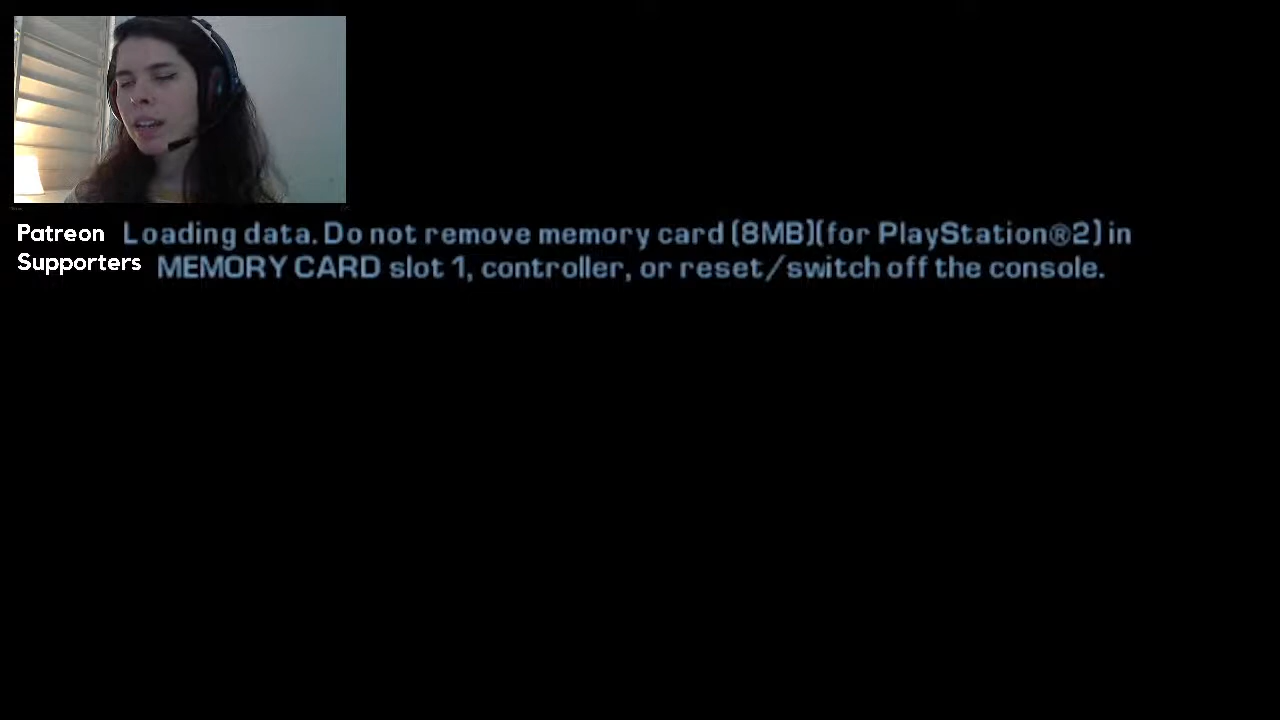 Patreon
Supporters
Loading data. Do not remove memory card (8MB)(for PlayStation®2) in
MEMORY CARD slot 1, controller, or reset/switch off the console.